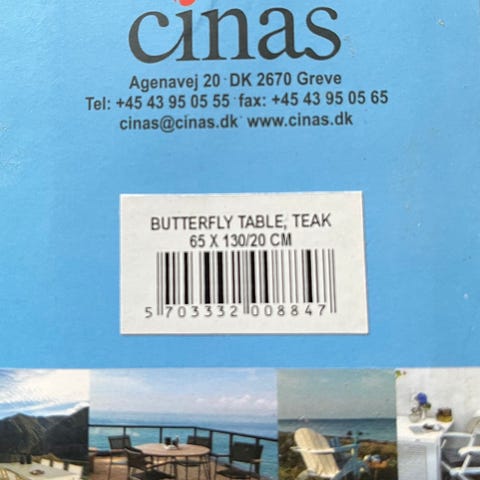 cinas
Agenavej 20 · DK 2670 Greve
Tel: +45 43 95 05 55 · fax: +45 43 95 05 65
cinas@cinas.dk www.cinas.dk
BUTTERFLY TABLE, TEAK
65 X 130/20 CM
5 703332 008847